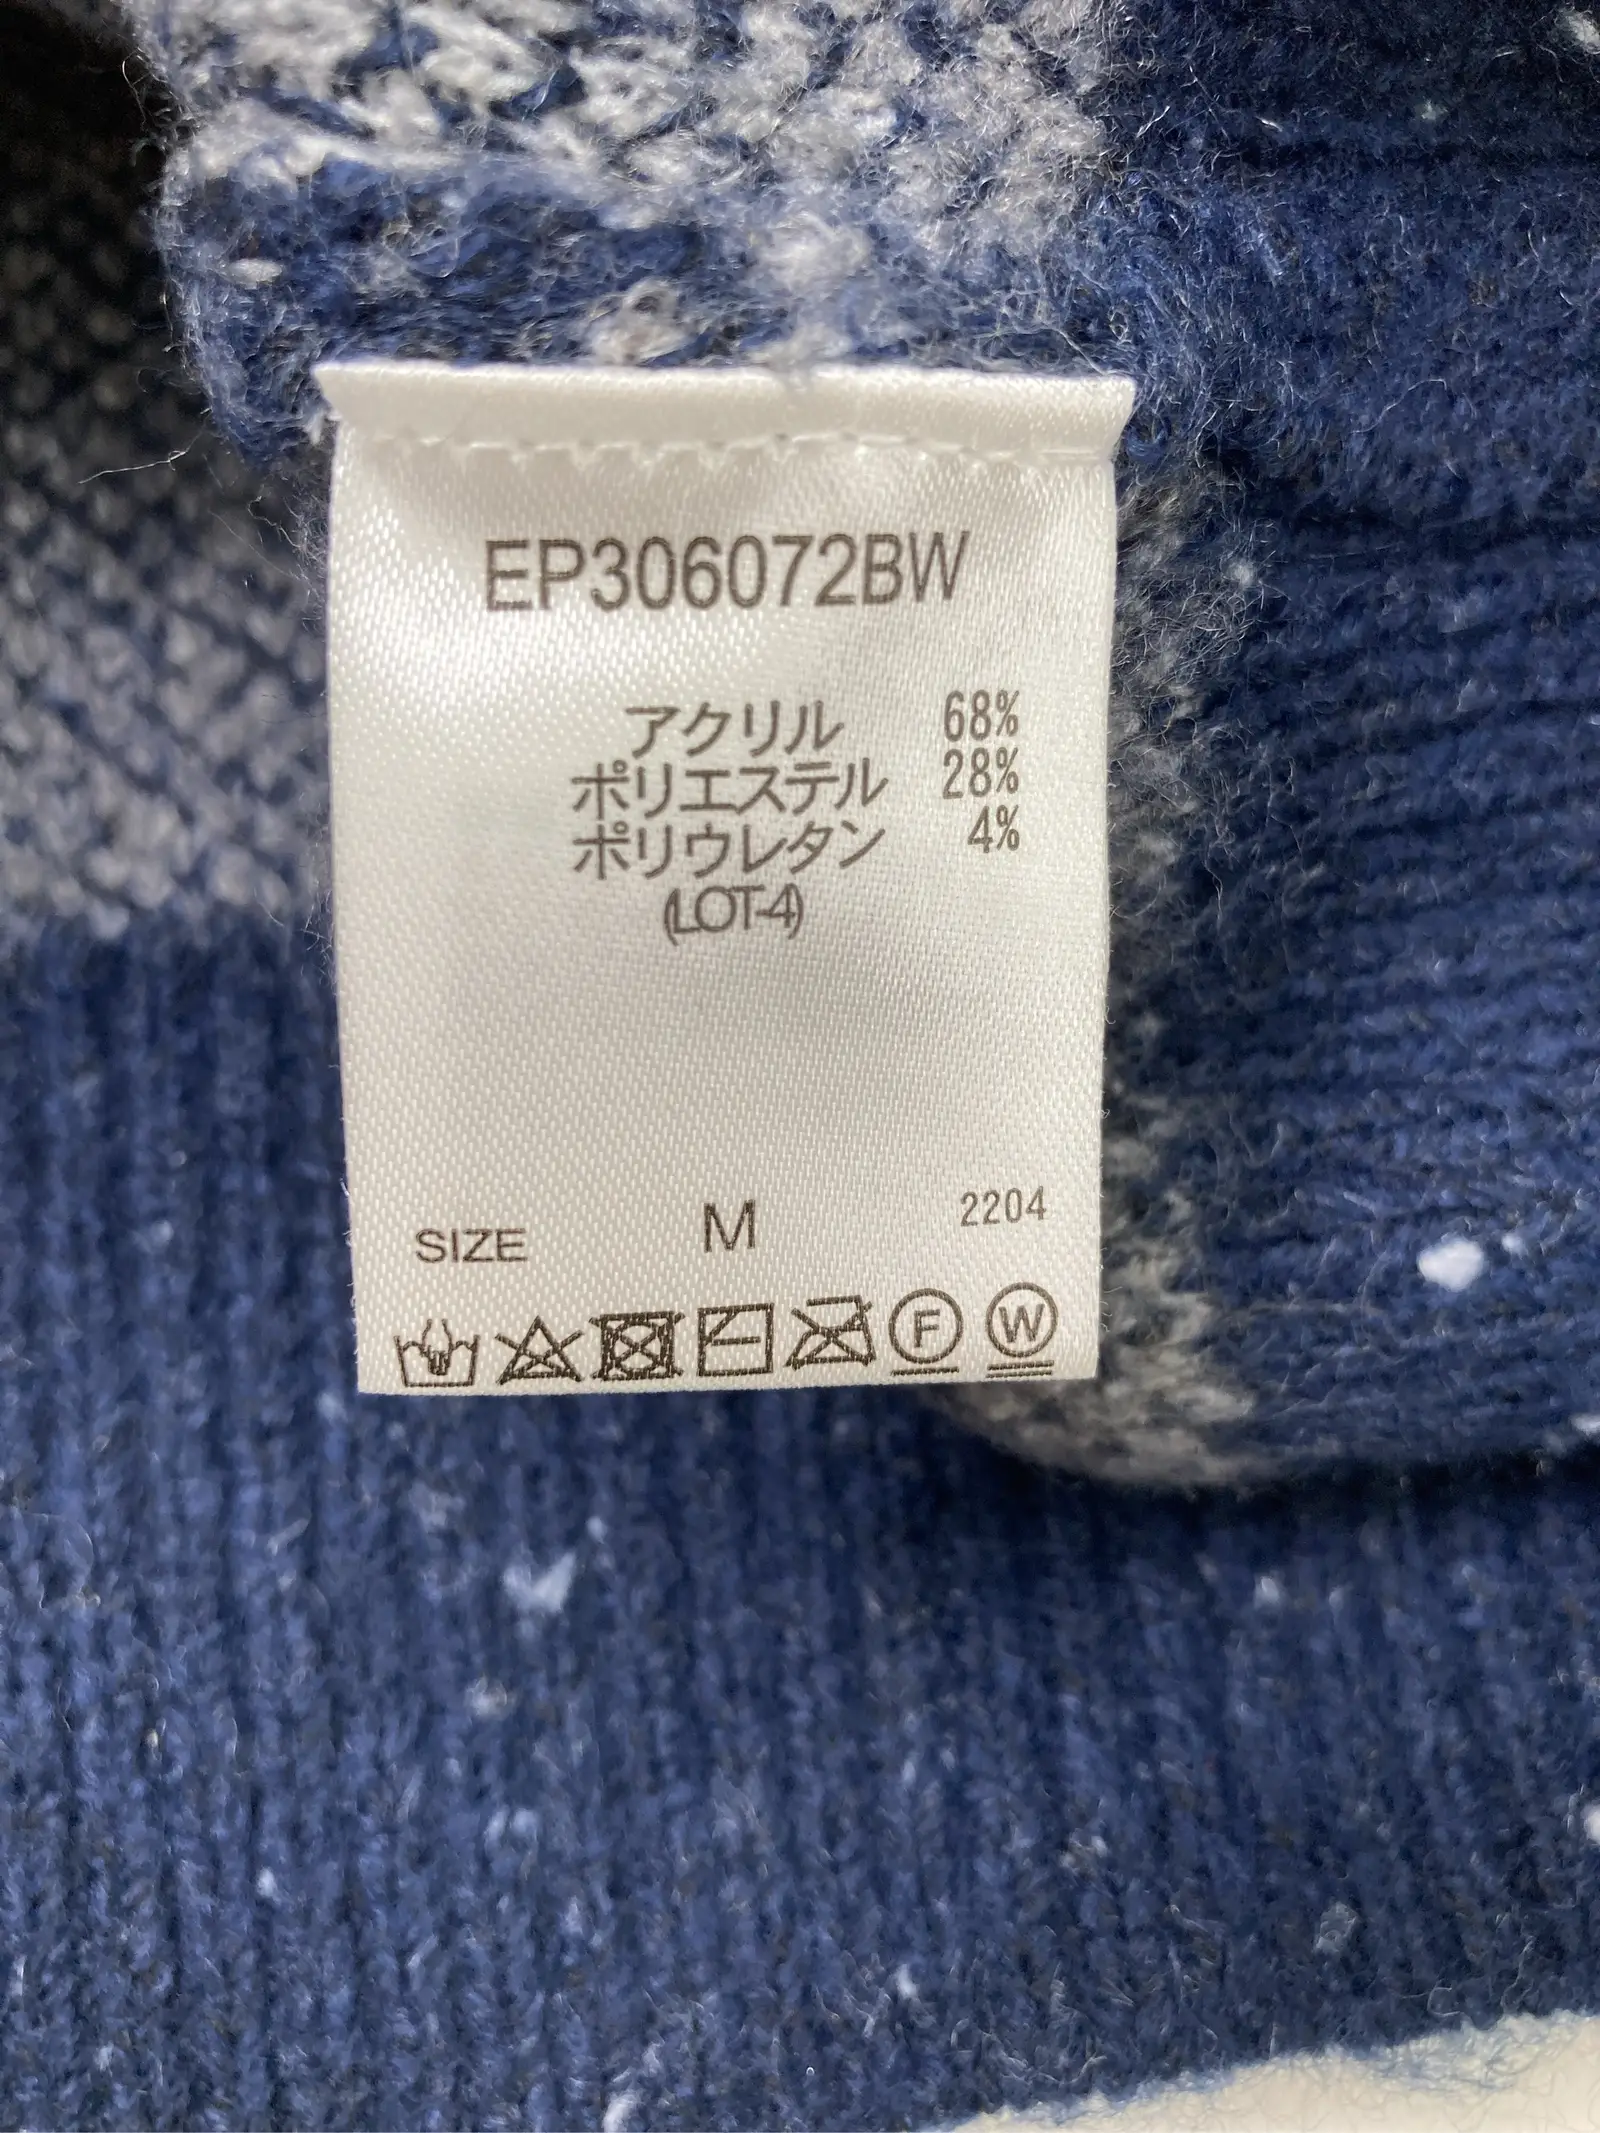 EP306072BW
アクリル 68%
ポリエステル 28%
ポリウレタン 4%
(LOT-4)
SIZE M 2204
F W